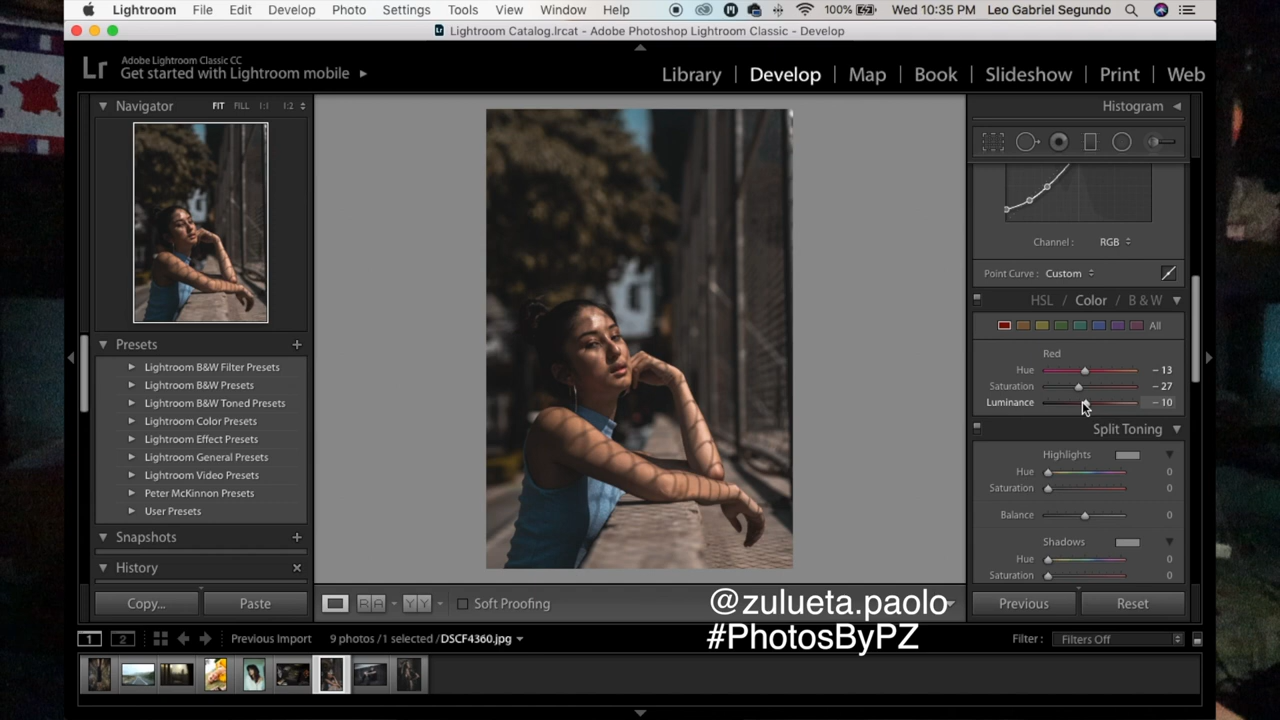 Lightroom File Edit Develop Photo Settings Tools View Window Help 100% Wed 10:35 PM Leo Gabriel Segundo
Lightroom Catalog.lrcat - Adobe Photoshop Lightroom Classic - Develop
Lr Adobe Lightroom Classic CC
Get started with Lightroom mobile
Library | Develop | Map | Book | Slideshow | Print | Web
Navigator FIT FILL 1:1 1:2
Histogram
Channel : RGB
Point Curve : Custom
HSL / Color / B & W
All
Red
Hue - 13
Saturation - 27
Luminance - 10
Split Toning
Highlights
Hue 0
Saturation 0
Balance 0
Shadows
Hue 0
Saturation 0
Presets
Lightroom B&W Filter Presets
Lightroom B&W Presets
Lightroom B&W Toned Presets
Lightroom Color Presets
Lightroom Effect Presets
Lightroom General Presets
Lightroom Video Presets
Peter McKinnon Presets
User Presets
Snapshots
History
Copy... Paste
R A Y Y Soft Proofing
Previous Reset
@zulueta.paolo
#PhotosByPZ
1 2 Previous Import 9 photos /1 selected /DSCF4360.jpg
Filter : Filters Off